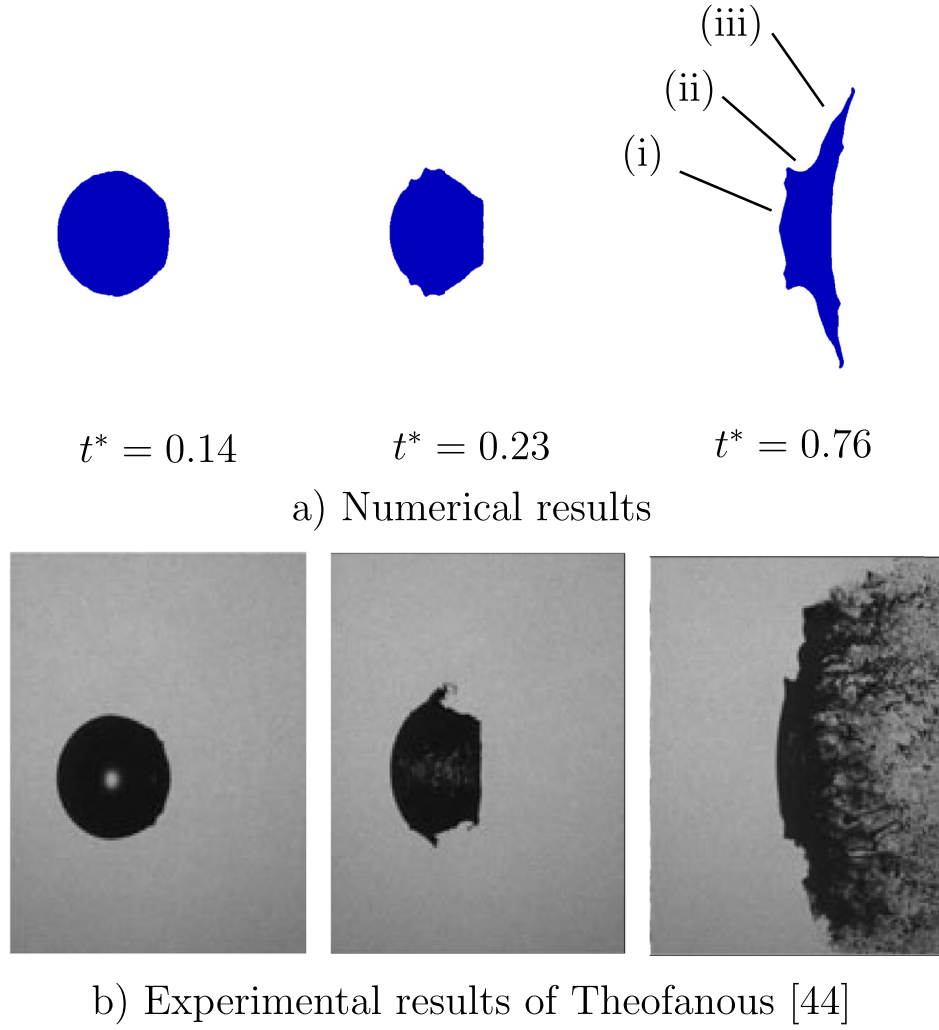 (iii)
(ii)
(i)
t* = 0.14 t* = 0.23 t* = 0.76
a) Numerical results
b) Experimental results of Theofanous [44]